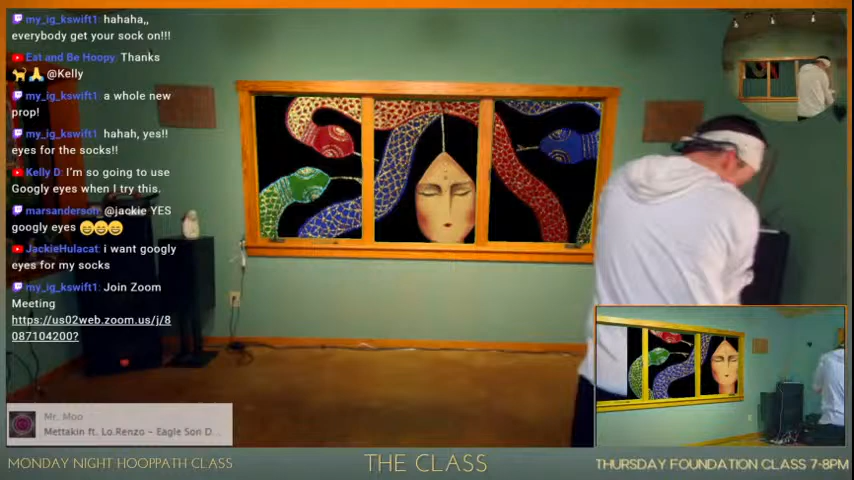 my_ig_kswift1: hahaha,,
everybody get your sock on!!!
Eat and Be Hoopy: Thanks
@Kelly
my_ig_kswift1: a whole new
prop!
my_ig_kswift1: hahah, yes!!
eyes for the socks!!
Kelly D: I'm so going to use
Googly eyes when I try this.
marsanderson: @jackie YES
googly eyes
JackieHulacat: i want googly
eyes for my socks
my_ig_kswift1: Join Zoom
Meeting
https://us02web.zoom.us/j/8
087104200?
Mr. Moo
Mettakin ft. Lo.Renzo - Eagle Son D...
MONDAY NIGHT HOOPPATH CLASS
THE CLASS
THURSDAY FOUNDATION CLASS 7-8PM